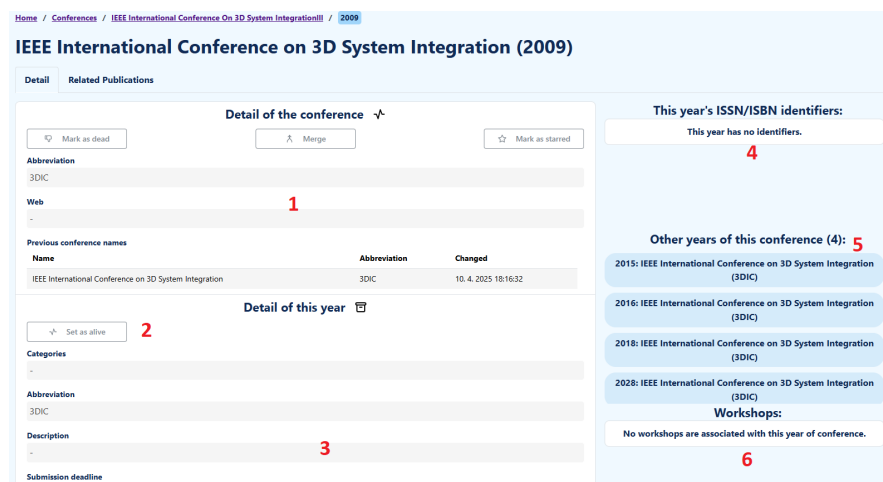 Home / Conferences / IEEE International Conference On 3D System IntegrationIII / 2009
IEEE International Conference on 3D System Integration (2009)
Detail Related Publications
Detail of the conference
Mark as dead Merge Mark as starred
Abbreviation
3DIC
Web
-
1
Previous conference names
Name Abbreviation Changed
IEEE International Conference on 3D System Integration 3DIC 10. 4. 2025 18:16:32
Detail of this year
Set as alive
2
Categories
-
Abbreviation
3DIC
Description
-
3
Submission deadline
This year's ISSN/ISBN identifiers:
This year has no identifiers.
4
Other years of this conference (4):
5
2015: IEEE International Conference on 3D System Integration
(3DIC)
2016: IEEE International Conference on 3D System Integration
(3DIC)
2018: IEEE International Conference on 3D System Integration
(3DIC)
2028: IEEE International Conference on 3D System Integration
(3DIC)
Workshops:
No workshops are associated with this year of conference.
6